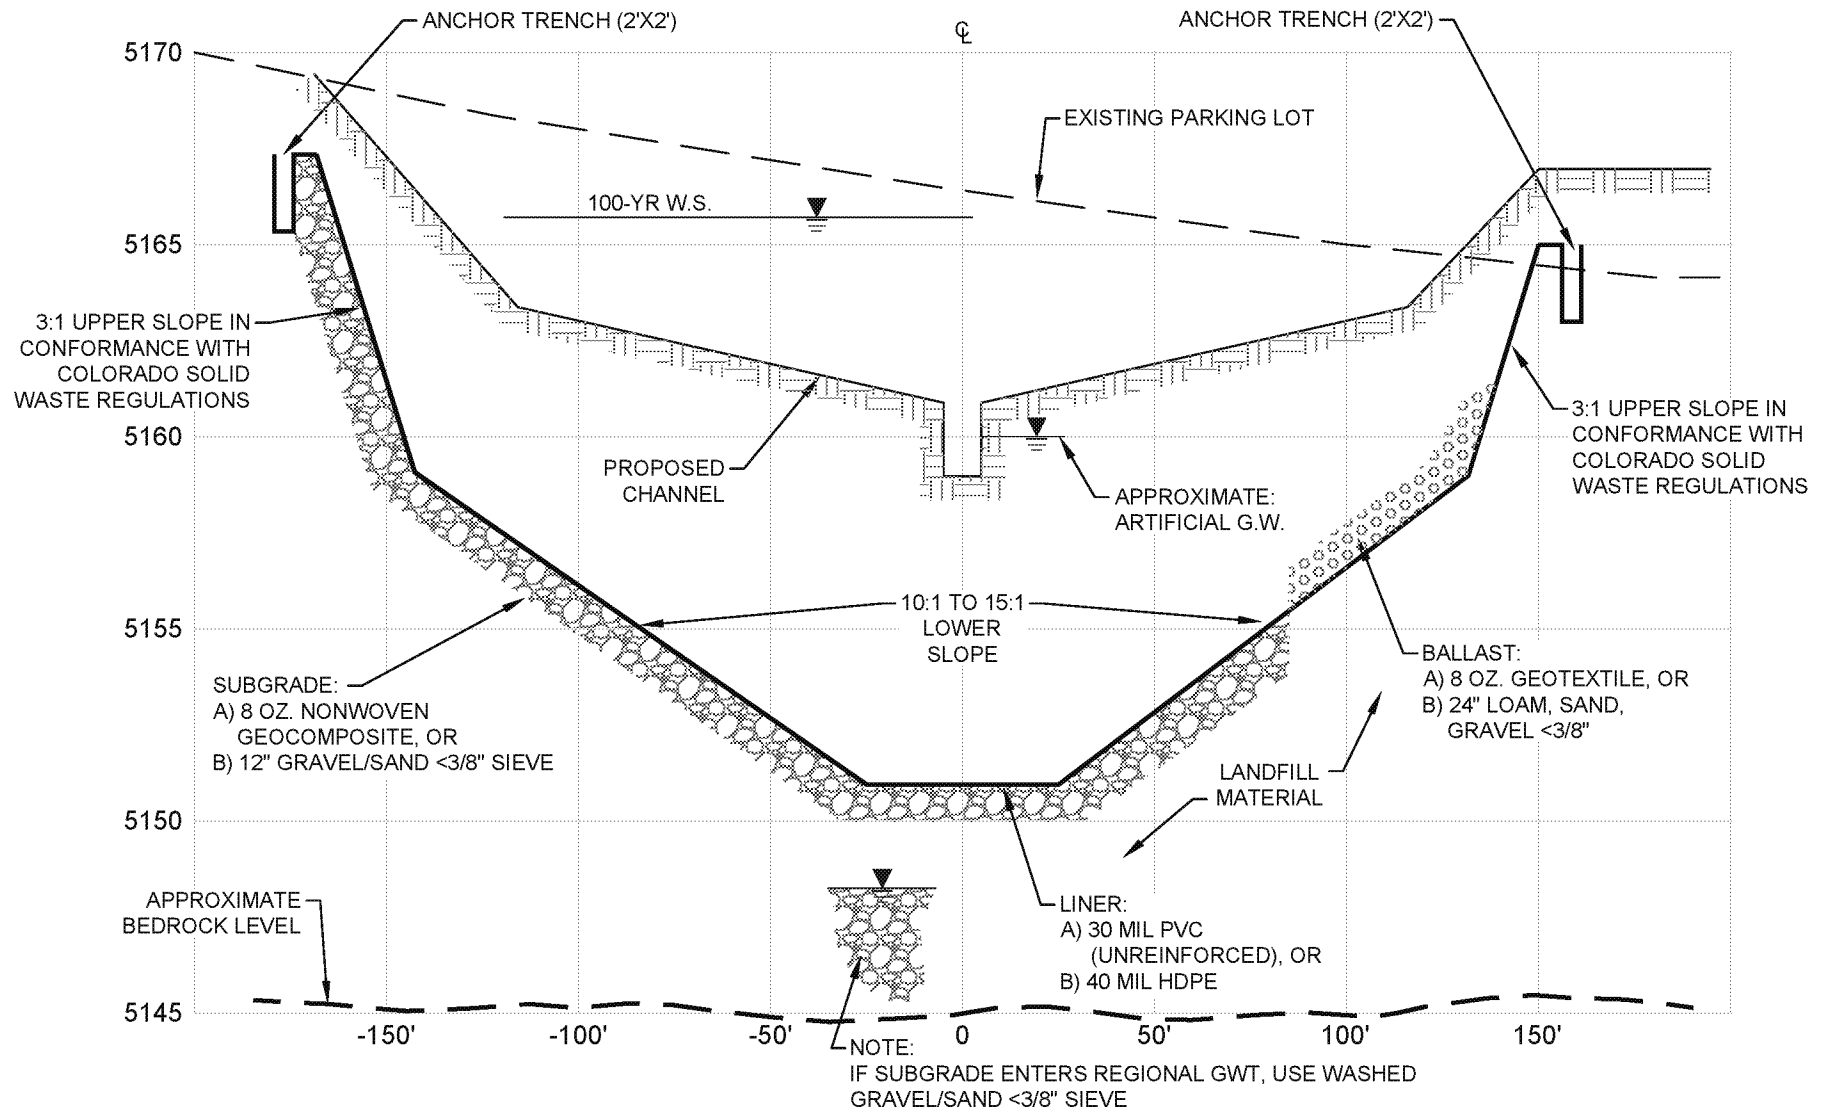 ANCHOR TRENCH (2'X2')
℄
ANCHOR TRENCH (2'X2')
5170
EXISTING PARKING LOT
100-YR W.S.
5165
3:1 UPPER SLOPE IN
CONFORMANCE WITH
COLORADO SOLID
WASTE REGULATIONS
3:1 UPPER SLOPE IN
CONFORMANCE WITH
COLORADO SOLID
WASTE REGULATIONS
5160
PROPOSED
CHANNEL
APPROXIMATE:
ARTIFICIAL G.W.
10:1 TO 15:1
LOWER
SLOPE
5155
SUBGRADE:
A) 8 OZ. NONWOVEN
GEOCOMPOSITE, OR
B) 12" GRAVEL/SAND <3/8" SIEVE
BALLAST:
A) 8 OZ. GEOTEXTILE, OR
B) 24" LOAM, SAND,
GRAVEL <3/8"
LANDFILL
MATERIAL
5150
APPROXIMATE
BEDROCK LEVEL
LINER:
A) 30 MIL PVC
(UNREINFORCED), OR
B) 40 MIL HDPE
5145
-150' -100' -50' 0 50' 100' 150'
NOTE:
IF SUBGRADE ENTERS REGIONAL GWT, USE WASHED
GRAVEL/SAND <3/8" SIEVE